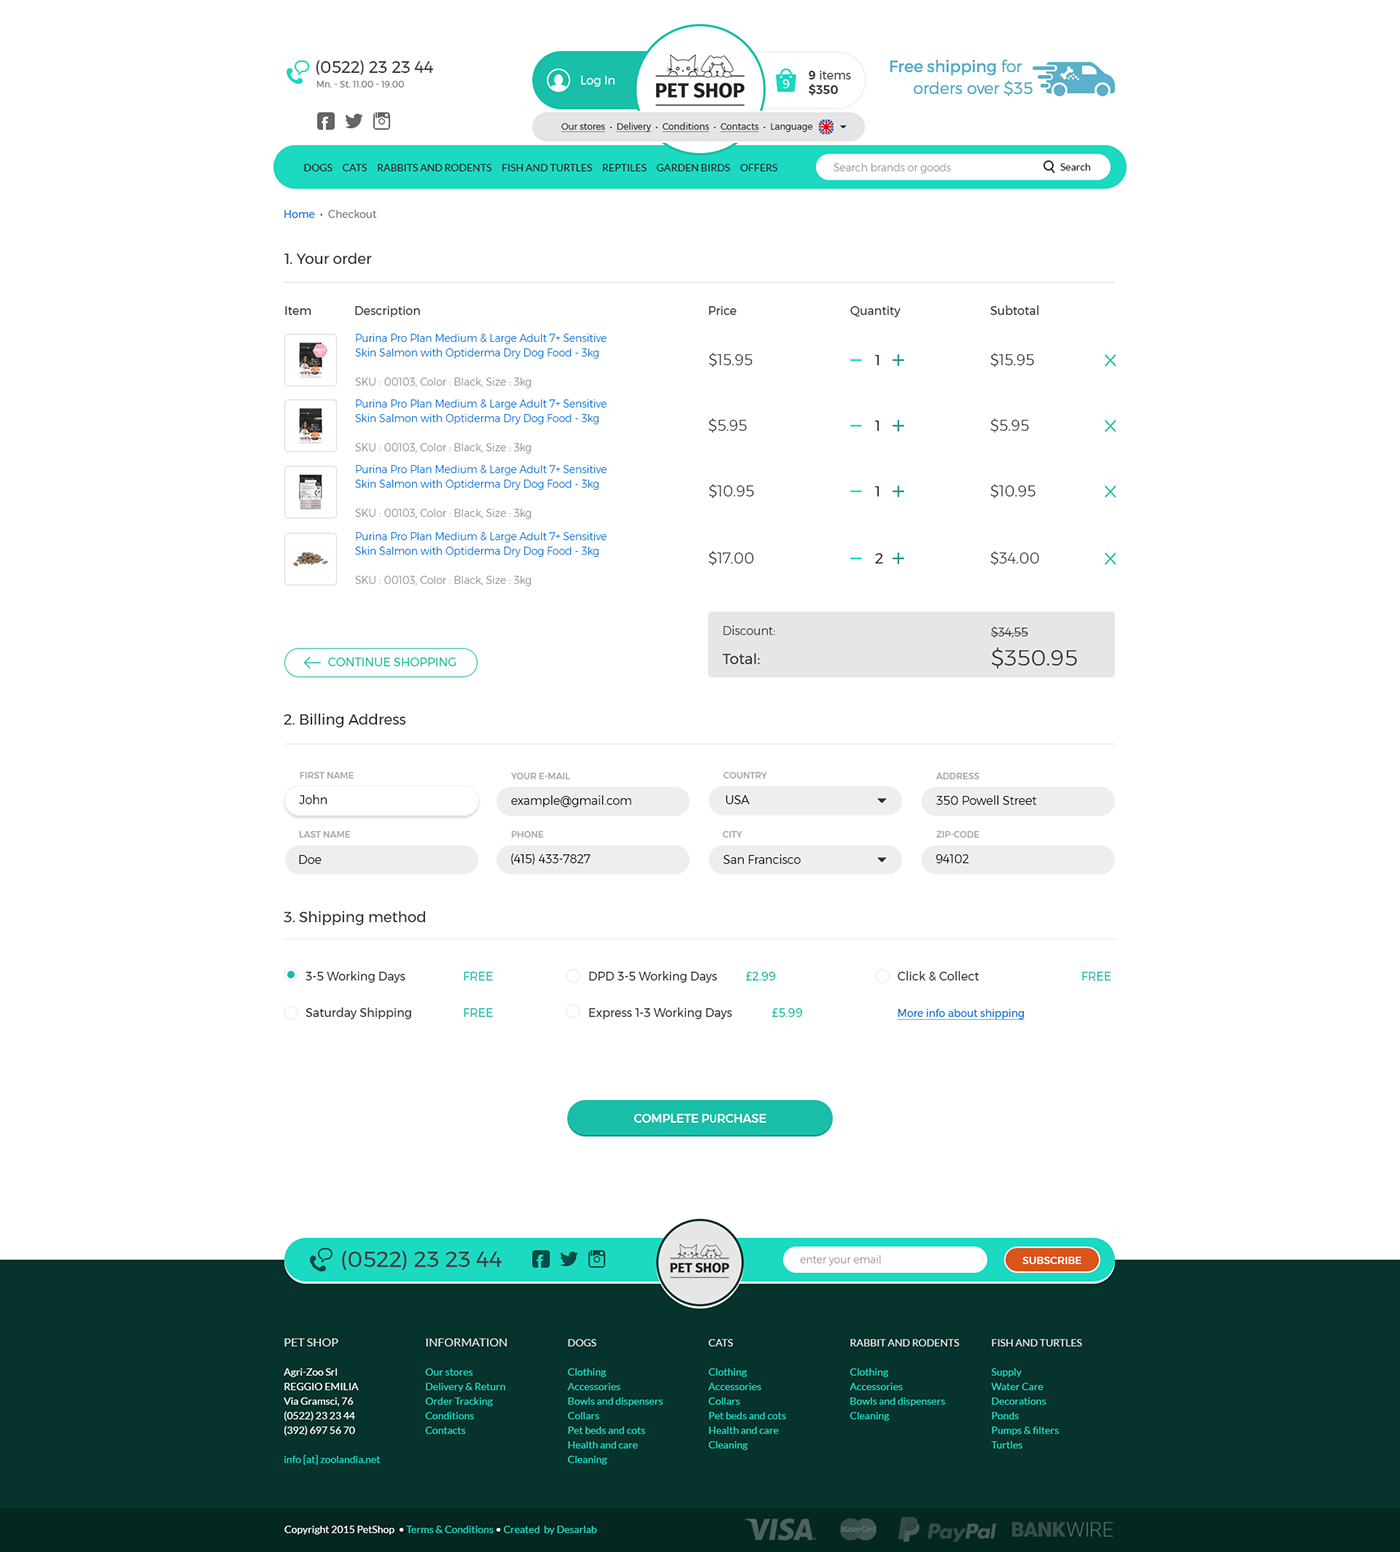 (0522) 23 23 44
Mn. - St. 11.00 - 19.00
Log In
PET SHOP
9
9 items
$350
Free shipping for
orders over $35
Our stores · Delivery · Conditions · Contacts · Language
DOGS CATS RABBITS AND RODENTS FISH AND TURTLES REPTILES GARDEN BIRDS OFFERS
Search brands or goods
Search
Home · Checkout
1. Your order
Item Description Price Quantity Subtotal
Purina Pro Plan Medium & Large Adult 7+ Sensitive
Skin Salmon with Optiderma Dry Dog Food - 3kg
SKU : 00103, Color : Black, Size : 3kg
$15.95 − 1 + $15.95 ×
Purina Pro Plan Medium & Large Adult 7+ Sensitive
Skin Salmon with Optiderma Dry Dog Food - 3kg
SKU : 00103, Color : Black, Size : 3kg
$5.95 − 1 + $5.95 ×
Purina Pro Plan Medium & Large Adult 7+ Sensitive
Skin Salmon with Optiderma Dry Dog Food - 3kg
SKU : 00103, Color : Black, Size : 3kg
$10.95 − 1 + $10.95 ×
Purina Pro Plan Medium & Large Adult 7+ Sensitive
Skin Salmon with Optiderma Dry Dog Food - 3kg
SKU : 00103, Color : Black, Size : 3kg
$17.00 − 2 + $34.00 ×
Discount: $34,55
Total: $350.95
CONTINUE SHOPPING
2. Billing Address
FIRST NAME YOUR E-MAIL COUNTRY ADDRESS
John example@gmail.com USA 350 Powell Street
LAST NAME PHONE CITY ZIP-CODE
Doe (415) 433-7827 San Francisco 94102
3. Shipping method
3-5 Working Days FREE DPD 3-5 Working Days £2.99 Click & Collect FREE
Saturday Shipping FREE Express 1-3 Working Days £5.99 More info about shipping
COMPLETE PURCHASE
(0522) 23 23 44
PET SHOP
enter your email
SUBSCRIBE
PET SHOP
Agri-Zoo Srl
REGGIO EMILIA
Via Gramsci, 76
(0522) 23 23 44
(392) 697 56 70
info [at] zoolandia.net
INFORMATION
Our stores
Delivery & Return
Order Tracking
Conditions
Contacts
DOGS
Clothing
Accessories
Bowls and dispensers
Collars
Pet beds and cots
Health and care
Cleaning
CATS
Clothing
Accessories
Collars
Pet beds and cots
Health and care
Cleaning
RABBIT AND RODENTS
Clothing
Accessories
Bowls and dispensers
Cleaning
FISH AND TURTLES
Supply
Water Care
Decorations
Ponds
Pumps & filters
Turtles
Copyright 2015 PetShop • Terms & Conditions • Created by Desarlab
VISA MasterCard PayPal BANKWIRE